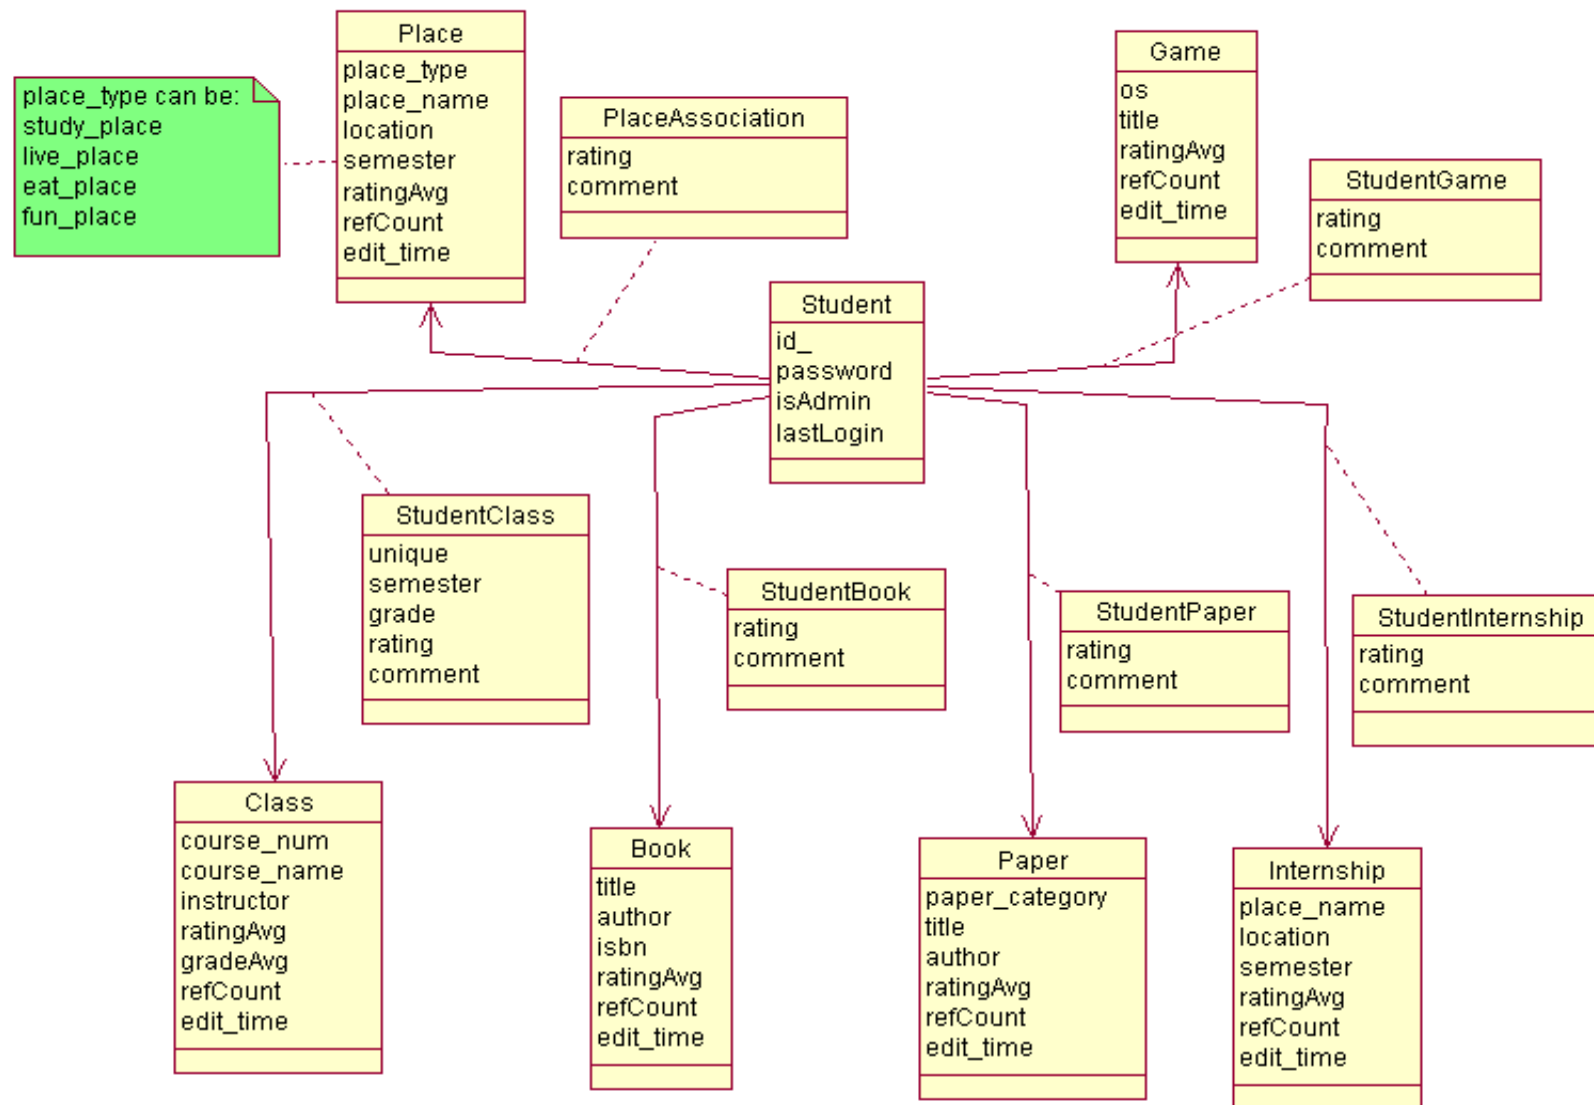 place_type can be:
study_place
live_place
eat_place
fun_place
Place
place_type
place_name
location
semester
ratingAvg
refCount
edit_time
PlaceAssociation
rating
comment
Game
os
title
ratingAvg
refCount
edit_time
StudentGame
rating
comment
Student
id_
password
isAdmin
lastLogin
StudentClass
unique
semester
grade
rating
comment
StudentBook
rating
comment
StudentPaper
rating
comment
StudentInternship
rating
comment
Class
course_num
course_name
instructor
ratingAvg
gradeAvg
refCount
edit_time
Book
title
author
isbn
ratingAvg
refCount
edit_time
Paper
paper_category
title
author
ratingAvg
refCount
edit_time
Internship
place_name
location
semester
ratingAvg
refCount
edit_time